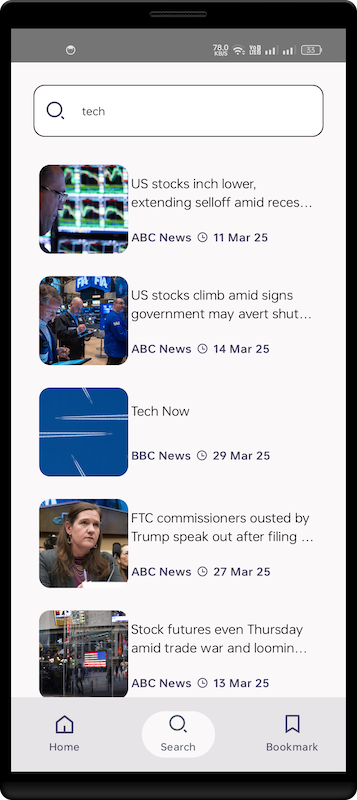 78.0
KB/S
33
tech
US stocks inch lower,
extending selloff amid reces...
ABC News 11 Mar 25
US stocks climb amid signs
government may avert shut...
ABC News 14 Mar 25
Tech Now
BBC News 29 Mar 25
FTC commissioners ousted by
Trump speak out after filing ...
ABC News 27 Mar 25
Stock futures even Thursday
amid trade war and loomin...
ABC News 13 Mar 25
Home
Search
Bookmark